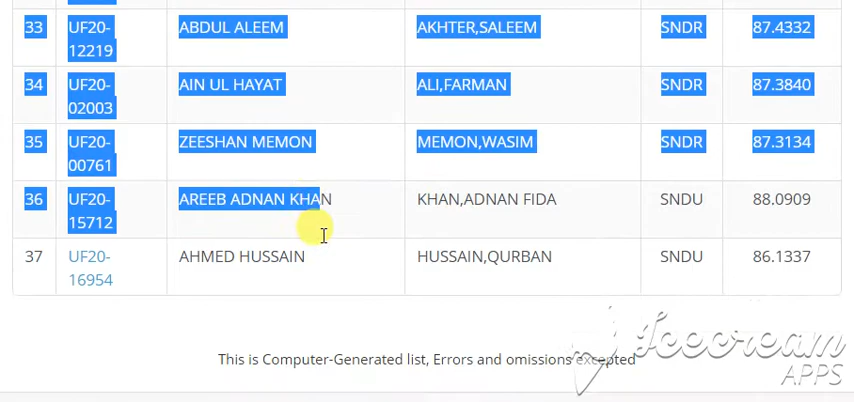 33 UF20- ABDUL ALEEM AKHTER,SALEEM SNDR 87.4332
12219
34 UF20- AIN UL HAYAT ALI,FARMAN SNDR 87.3840
02003
35 UF20- ZEESHAN MEMON MEMON,WASIM SNDR 87.3134
00761
36 UF20- AREEB ADNAN KHAN KHAN,ADNAN FIDA SNDU 88.0909
15712
37 UF20- AHMED HUSSAIN HUSSAIN,QURBAN SNDU 86.1337
16954
This is Computer-Generated list, Errors and omissions excepted
Icecream
APPS